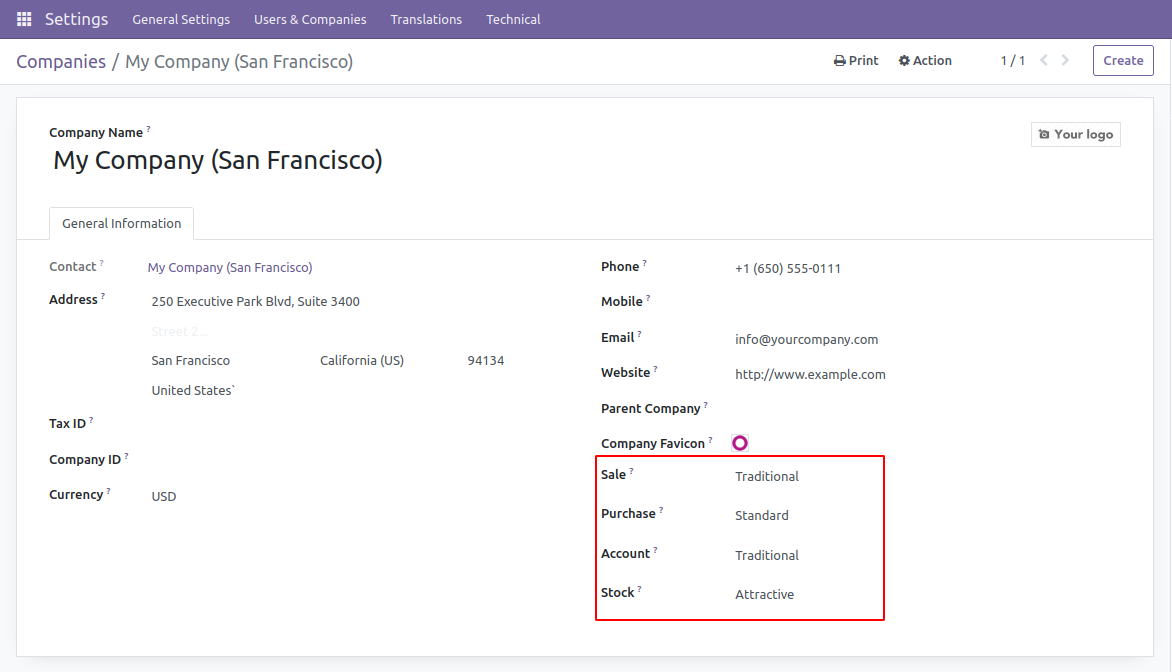 Settings General Settings Users & Companies Translations Technical
Companies / My Company (San Francisco) Print Action 1 / 1 Create
Company Name ?
Your logo
My Company (San Francisco)
General Information
Contact ? My Company (San Francisco)
Address ? 250 Executive Park Blvd, Suite 3400
Street 2...
San Francisco California (US) 94134
United States`
Tax ID ?
Company ID ?
Currency ? USD
Phone ? +1 (650) 555-0111
Mobile ?
Email ? info@yourcompany.com
Website ? http://www.example.com
Parent Company ?
Company Favicon ?
Sale ? Traditional
Purchase ? Standard
Account ? Traditional
Stock ? Attractive